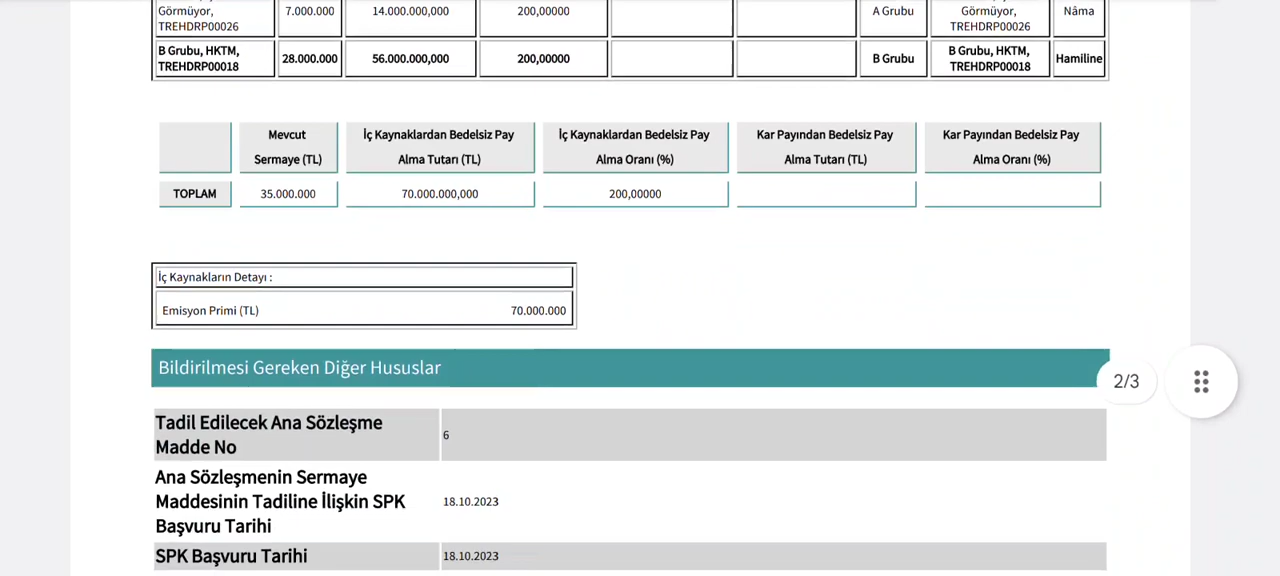 Görmüyor,
TREHDRP00026
7.000.000
14.000.000,000
200,00000
A Grubu
Görmüyor,
TREHDRP00026
Nâma
B Grubu, HKTM,
TREHDRP00018
28.000.000
56.000.000,000
200,00000
B Grubu
B Grubu, HKTM,
TREHDRP00018
Hamiline
Mevcut
Sermaye (TL)
İç Kaynaklardan Bedelsiz Pay
Alma Tutarı (TL)
İç Kaynaklardan Bedelsiz Pay
Alma Oranı (%)
Kar Payından Bedelsiz Pay
Alma Tutarı (TL)
Kar Payından Bedelsiz Pay
Alma Oranı (%)
TOPLAM
35.000.000
70.000.000,000
200,00000
İç Kaynakların Detayı :
Emisyon Primi (TL)
70.000.000
Bildirilmesi Gereken Diğer Hususlar
2/3
Tadil Edilecek Ana Sözleşme
Madde No
6
Ana Sözleşmenin Sermaye
Maddesinin Tadiline İlişkin SPK
Başvuru Tarihi
18.10.2023
SPK Başvuru Tarihi
18.10.2023